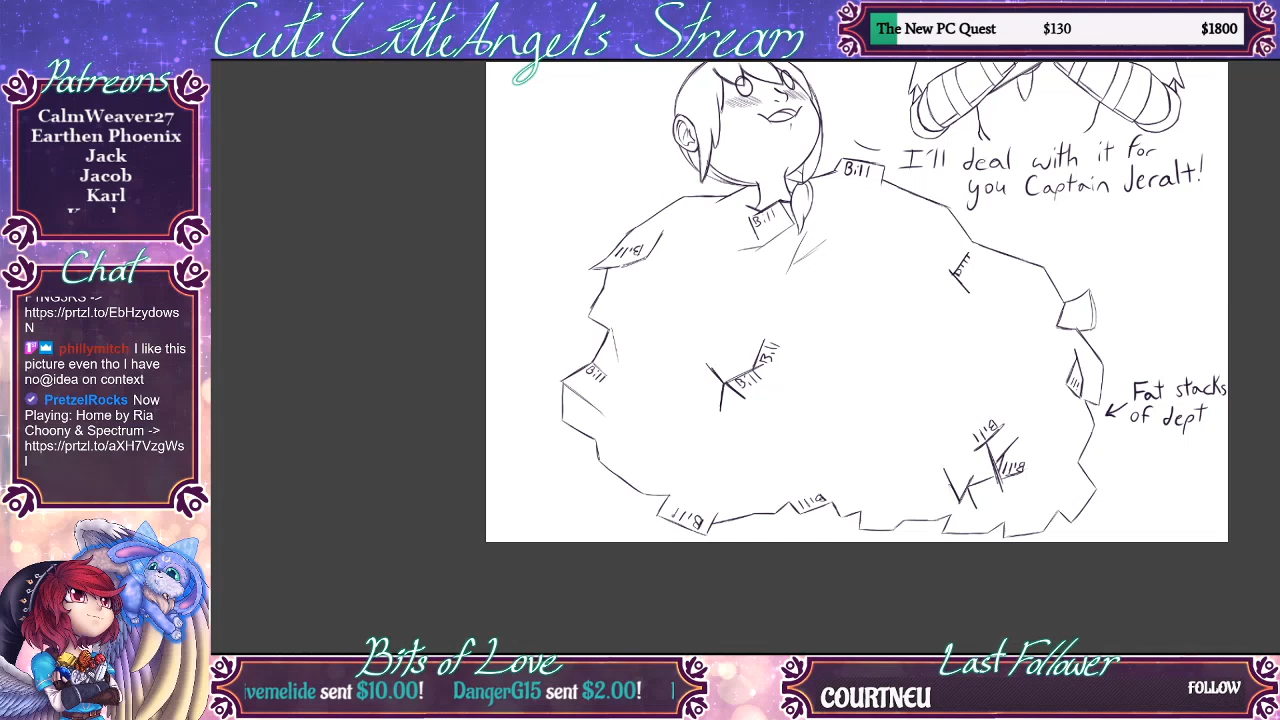 CuteLittleAngel's Stream
The New PC Quest $130 $1800
Patreons
CalmWeaver27
Earthen Phoenix
Jack
Jacob
Karl
Chat
https://prtzl.to/EbHzydows
N
phillymitch I like this
picture even tho I have
no@idea on context
PretzelRocks Now
Playing: Home by Ria
Choony & Spectrum ->
https://prtzl.to/aXH7VzgWs
I'll deal with it for
you Captain Jeralt!
Bill
Bill
Bill
Bill
Bill
Bill
Bill
Bill
Bill
Bill
Bill
Fat stacks
of dept
Bits of Love
vemelide sent $10.00! DangerG15 sent $2.00!
Last Follower
COURTNEU
FOLLOW